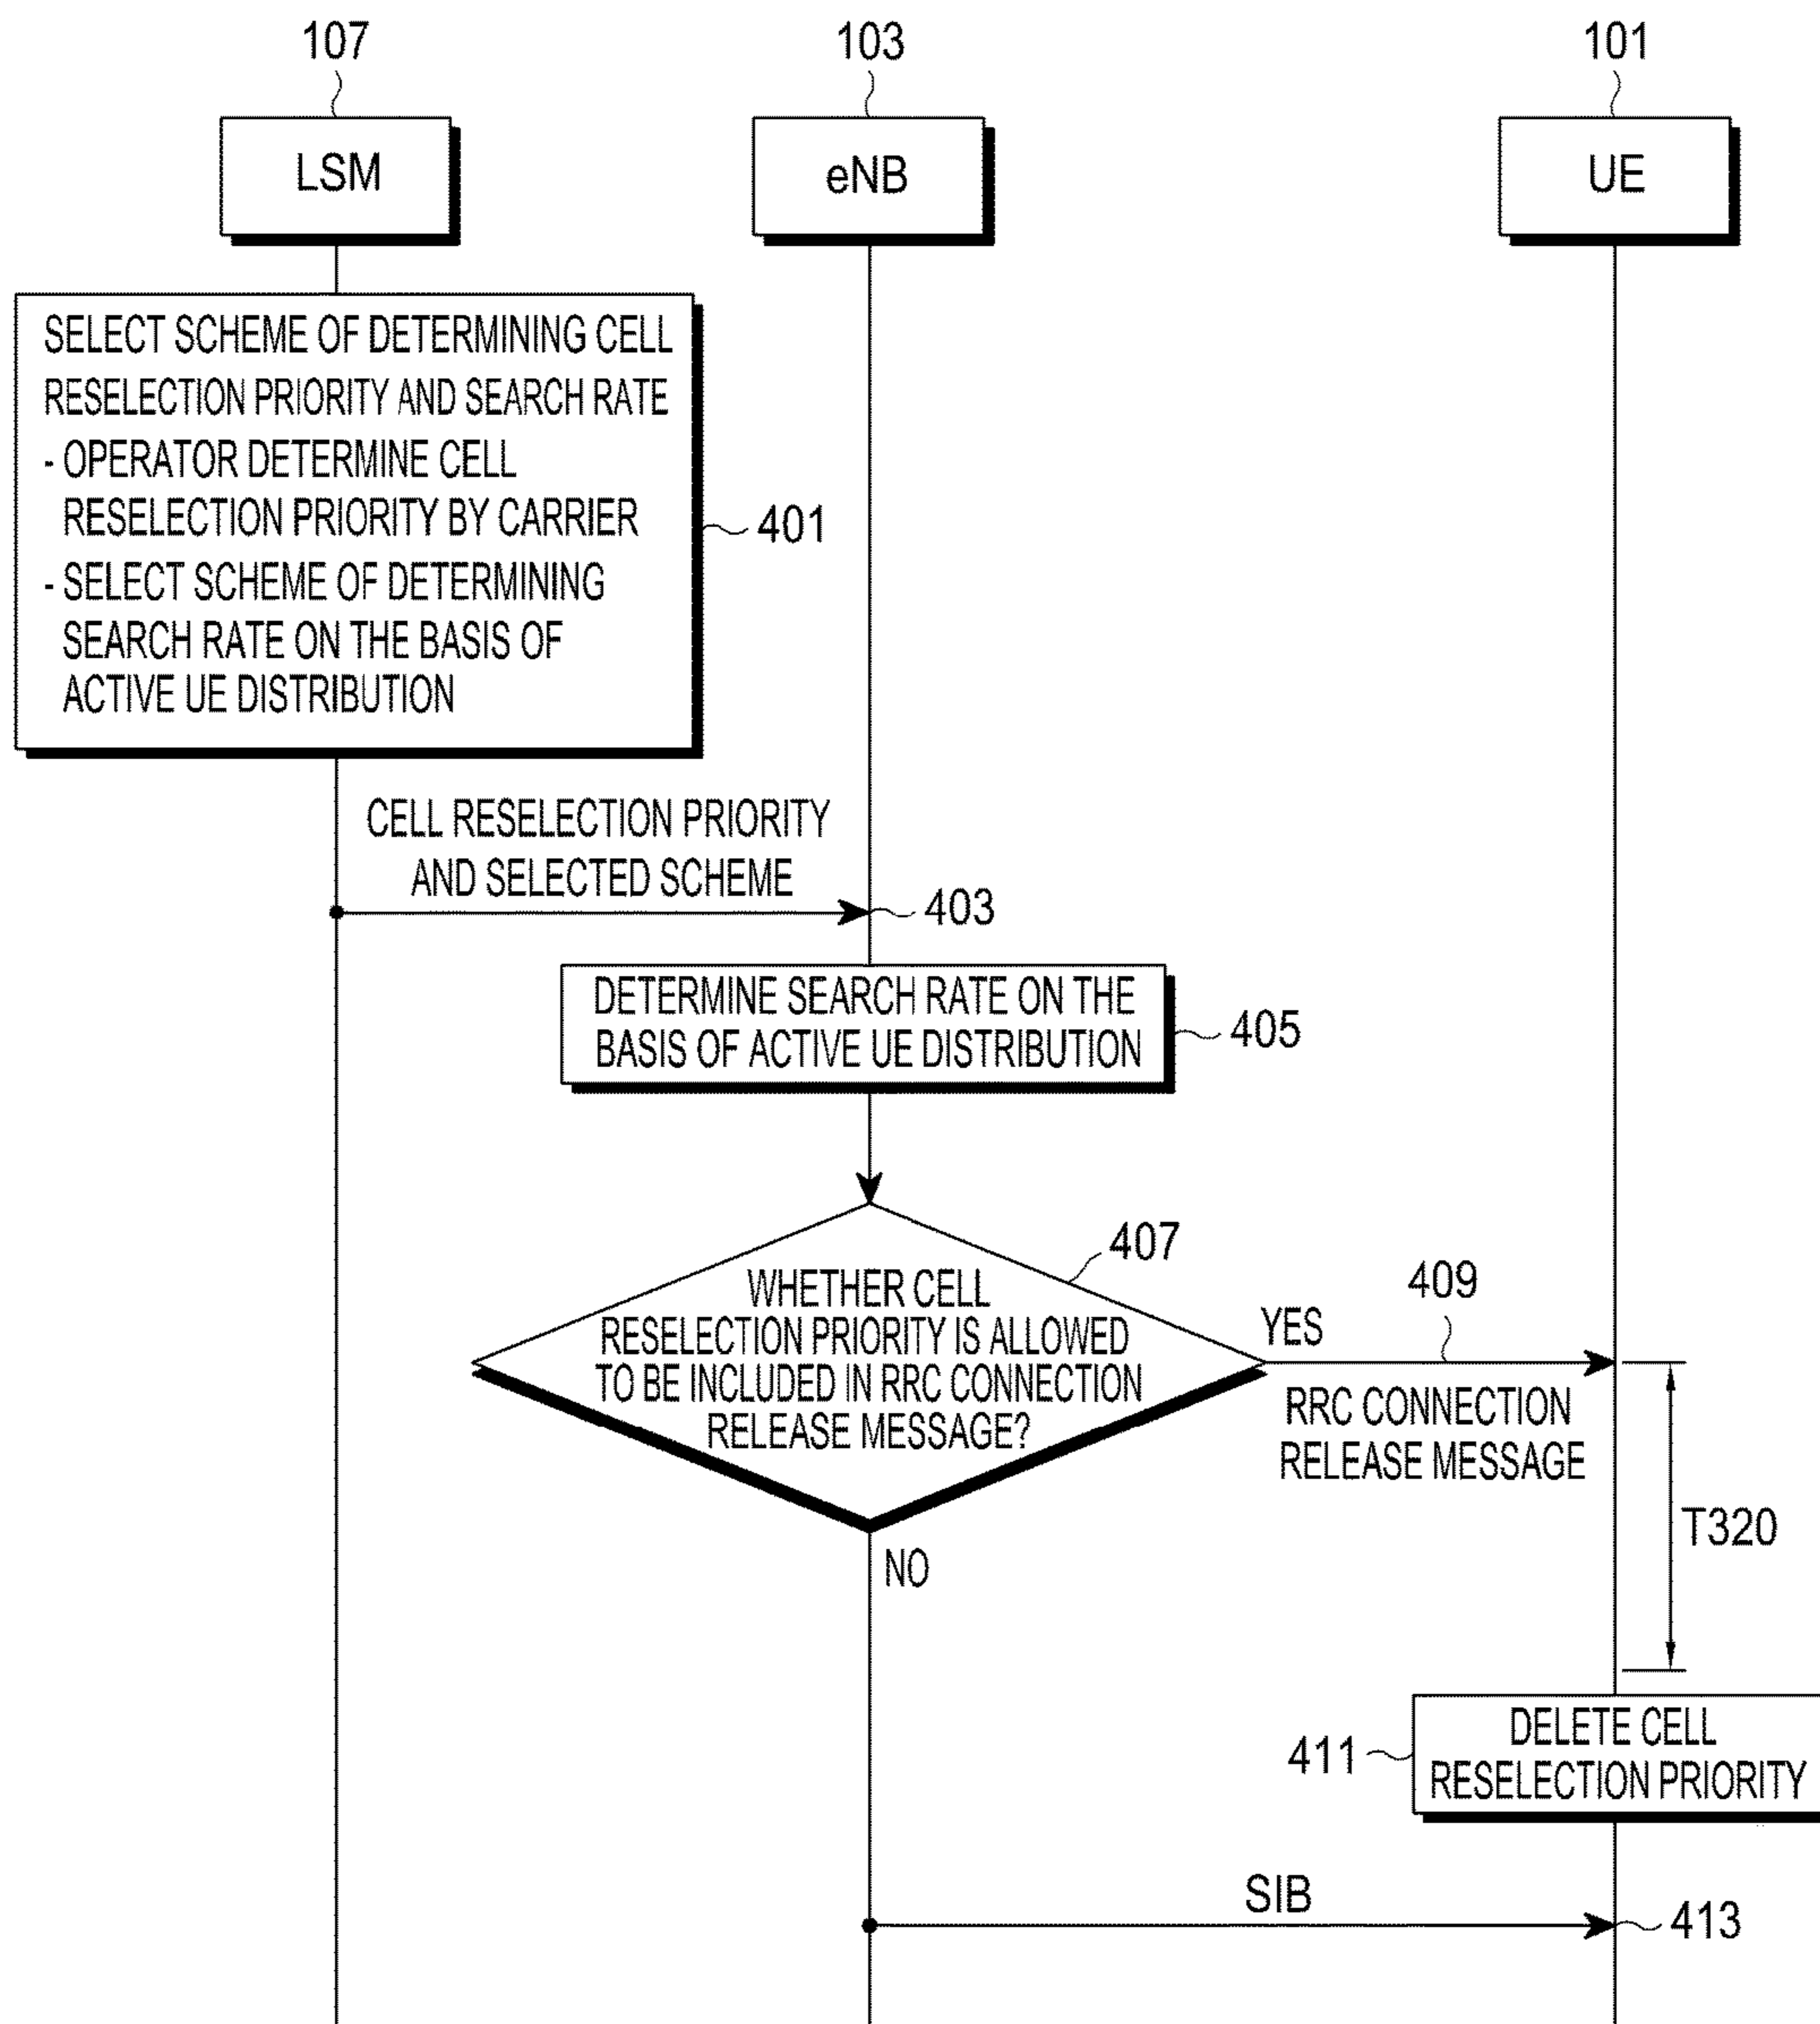 107
103
101
LSM
eNB
UE
SELECT SCHEME OF DETERMINING CELL
RESELECTION PRIORITY AND SEARCH RATE
- OPERATOR DETERMINE CELL
RESELECTION PRIORITY BY CARRIER
- SELECT SCHEME OF DETERMINING
SEARCH RATE ON THE BASIS OF
ACTIVE UE DISTRIBUTION
401
CELL RESELECTION PRIORITY
AND SELECTED SCHEME
403
DETERMINE SEARCH RATE ON THE
BASIS OF ACTIVE UE DISTRIBUTION
405
407
WHETHER CELL
RESELECTION PRIORITY IS ALLOWED
TO BE INCLUDED IN RRC CONNECTION
RELEASE MESSAGE?
YES
409
RRC CONNECTION
RELEASE MESSAGE
T320
NO
411
DELETE CELL
RESELECTION PRIORITY
SIB
413